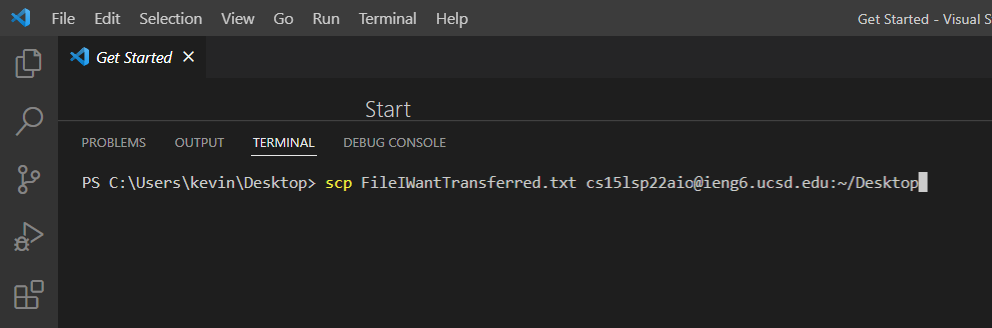 File Edit Selection View Go Run Terminal Help Get Started - Visual S
Get Started
Start
PROBLEMS OUTPUT TERMINAL DEBUG CONSOLE
PS C:\Users\kevin\Desktop> scp FileIWantTransferred.txt cs15lsp22aio@ieng6.ucsd.edu:~/Desktop